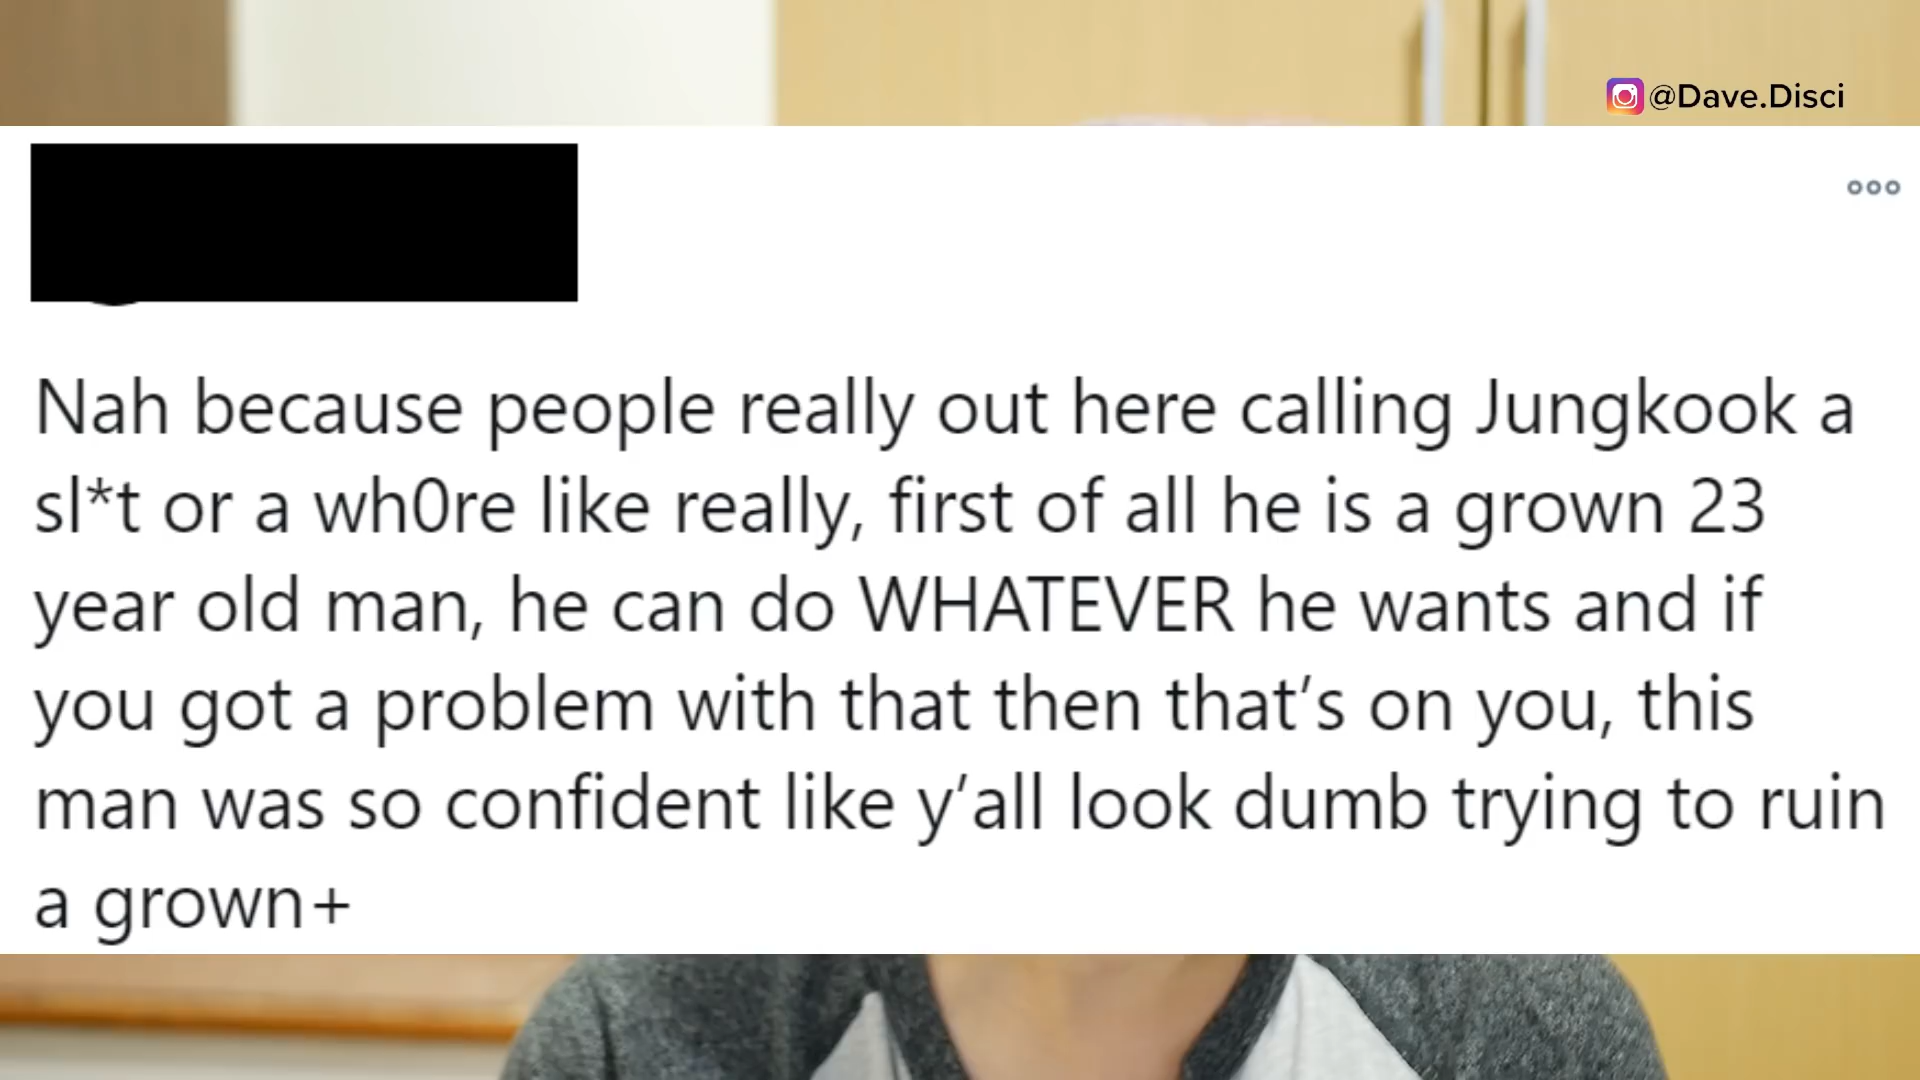 @Dave.Disci
Nah because people really out here calling Jungkook a
sl*t or a wh0re like really, first of all he is a grown 23
year old man, he can do WHATEVER he wants and if
you got a problem with that then that’s on you, this
man was so confident like y’all look dumb trying to ruin
a grown+